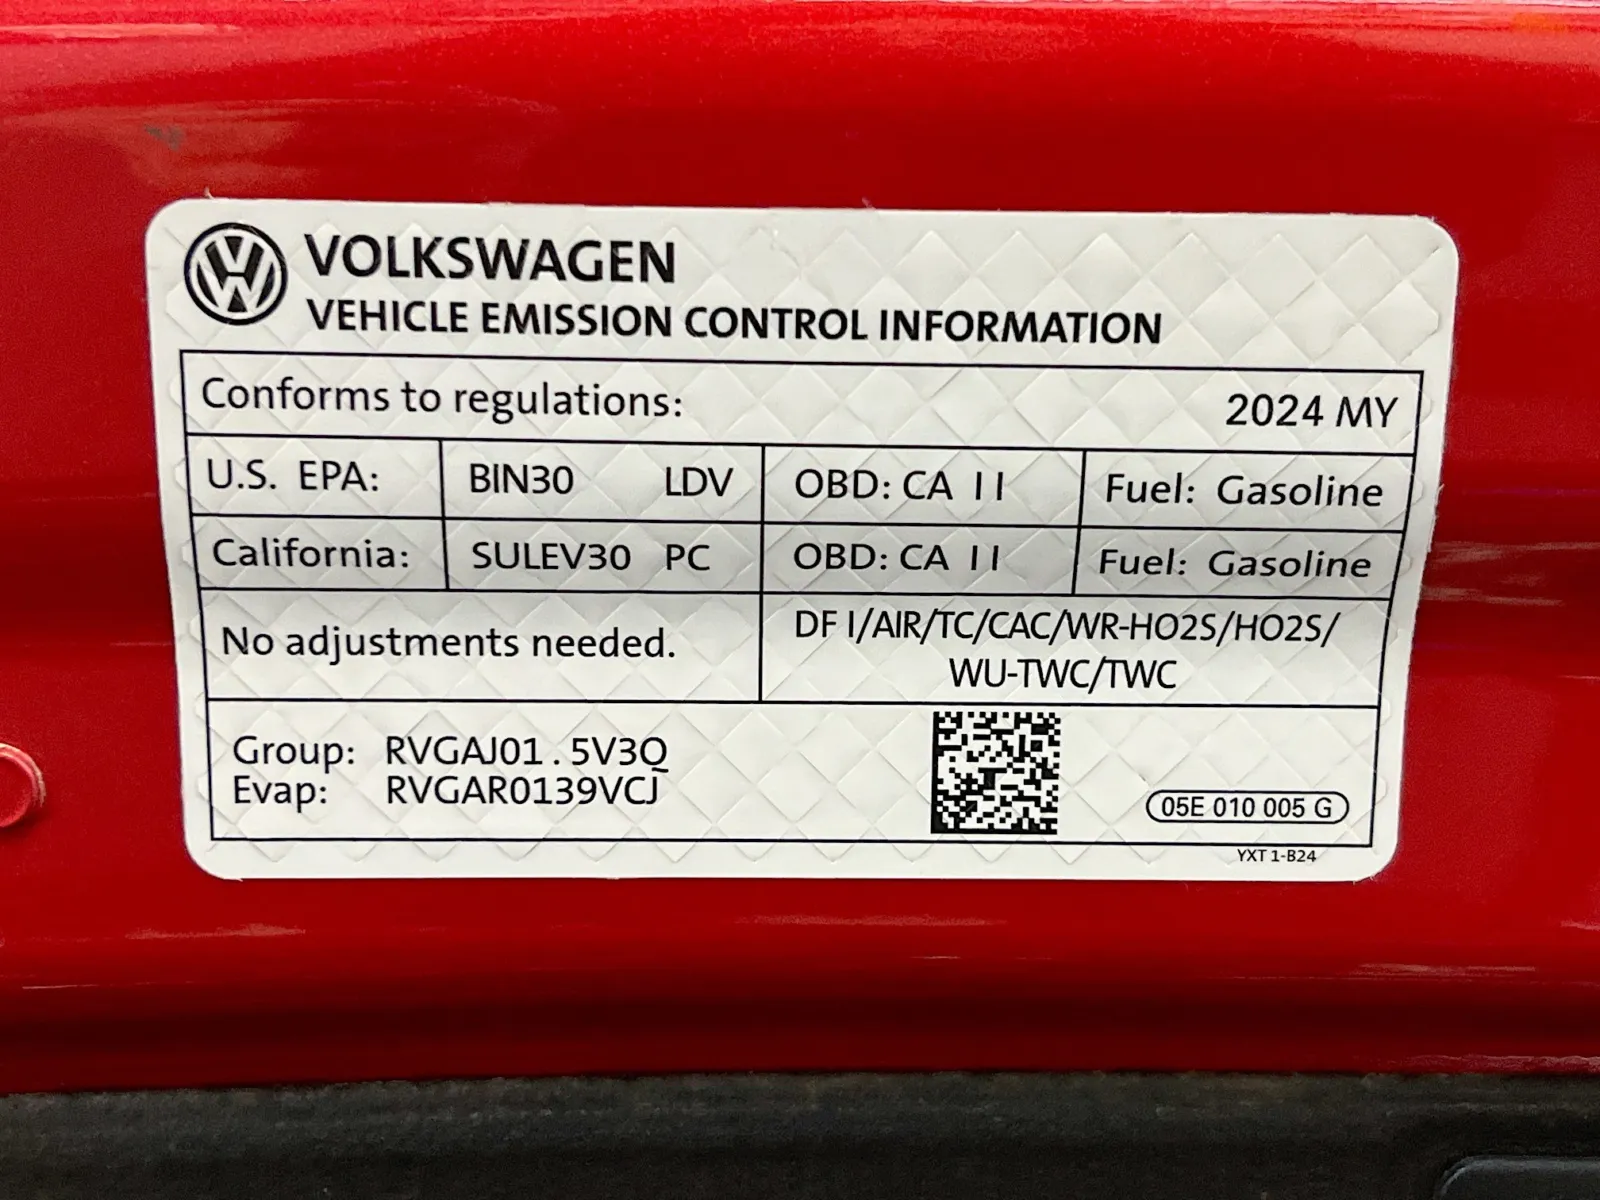 VOLKSWAGEN
VEHICLE EMISSION CONTROL INFORMATION
Conforms to regulations: 2024 MY
U.S. EPA: BIN30 LDV OBD: CA II Fuel: Gasoline
California: SULEV30 PC OBD: CA II Fuel: Gasoline
No adjustments needed.
DFI/AIR/TC/CAC/WR-HO2S/HO2S/
WU-TWC/TWC
Group: RVGAJ01.5V3Q
Evap: RVGAR0139VCJ
05E 010 005 G
YXT 1-B24